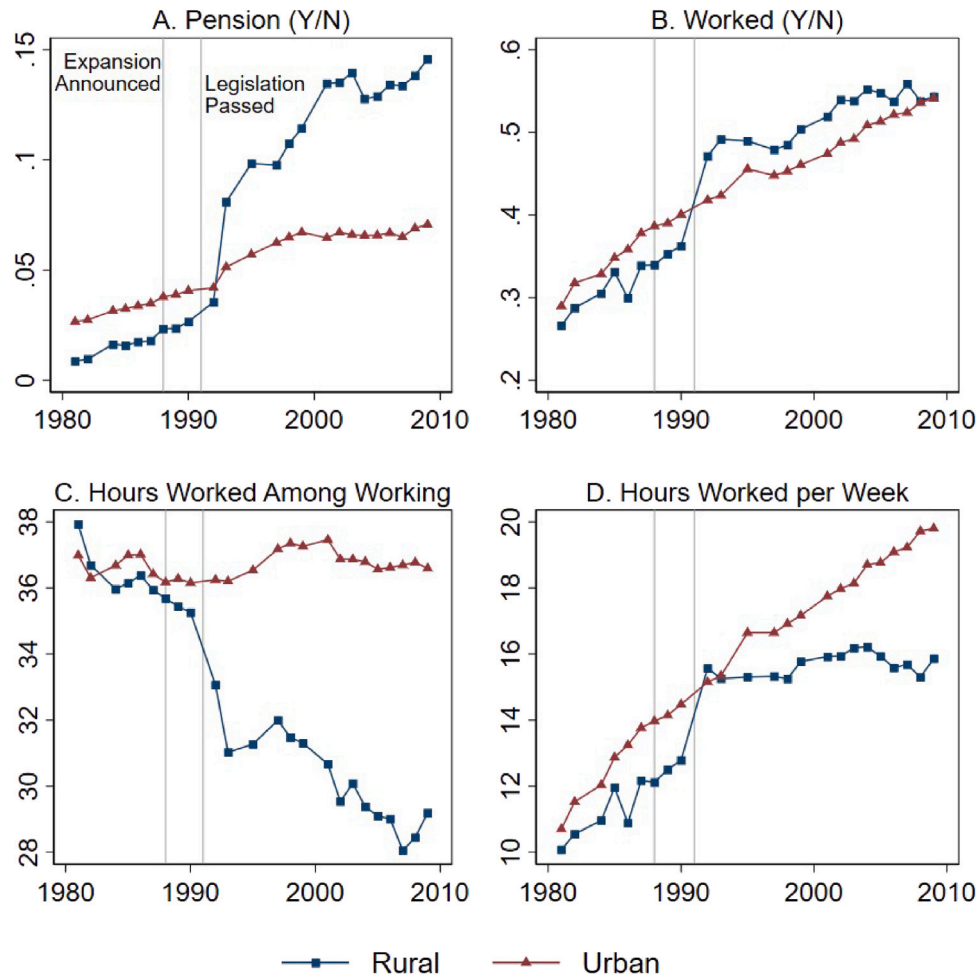 A. Pension (Y/N)
.15
.1
.05
0
Expansion
Announced
Legislation
Passed
1980 1990 2000 2010
B. Worked (Y/N)
.6
.5
.4
.3
.2
1980 1990 2000 2010
C. Hours Worked Among Working
38
36
34
32
30
28
1980 1990 2000 2010
D. Hours Worked per Week
20
18
16
14
12
10
1980 1990 2000 2010
Rural Urban